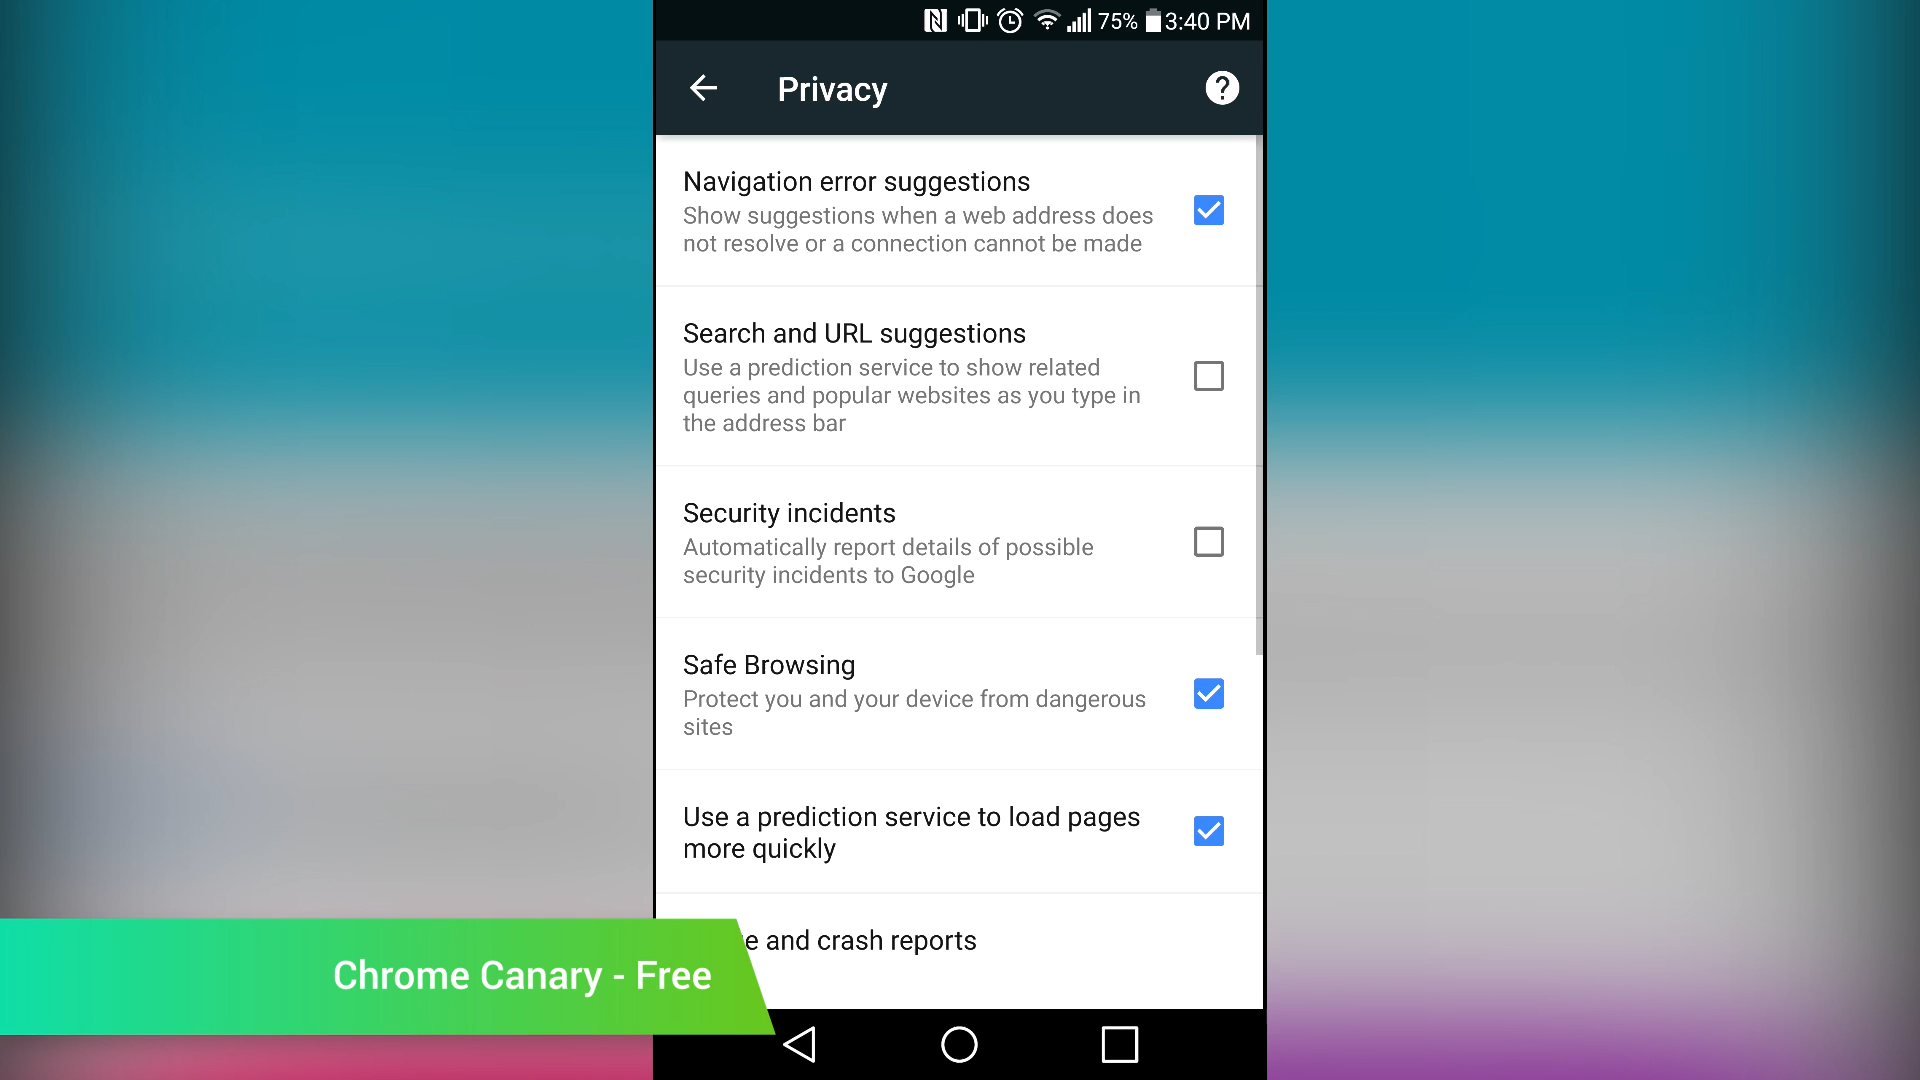 75% 3:40 PM
Privacy
Navigation error suggestions
Show suggestions when a web address does
not resolve or a connection cannot be made
Search and URL suggestions
Use a prediction service to show related
queries and popular websites as you type in
the address bar
Security incidents
Automatically report details of possible
security incidents to Google
Safe Browsing
Protect you and your device from dangerous
sites
Use a prediction service to load pages
more quickly
and crash reports
Chrome Canary - Free